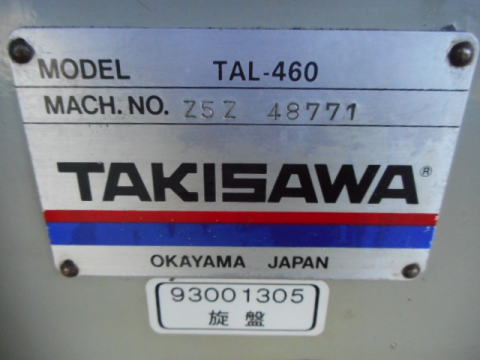 MODEL TAL-460
MACH. NO. Z5Z 48771
TAKISAWA®
OKAYAMA JAPAN
93001305
旋盤